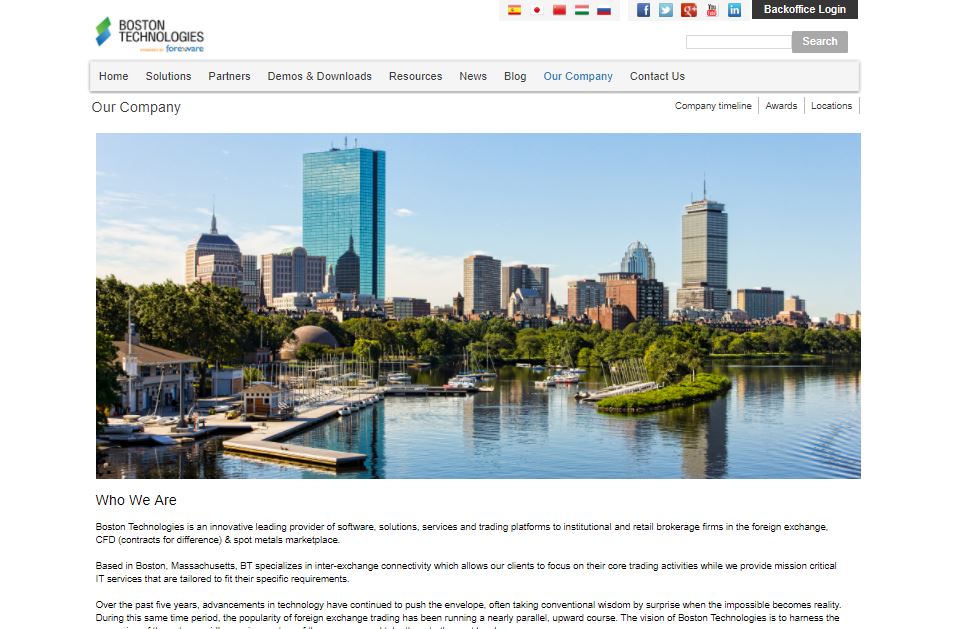 Backoffice Login
BOSTON
TECHNOLOGIES
POWERED BY forexware
Search
Home Solutions Partners Demos & Downloads Resources News Blog Our Company Contact Us
Our Company
Company timeline Awards Locations
Who We Are
Boston Technologies is an innovative leading provider of software, solutions, services and trading platforms to institutional and retail brokerage firms in the foreign exchange,
CFD (contracts for difference) & spot metals marketplace.
Based in Boston, Massachusetts, BT specializes in inter-exchange connectivity which allows our clients to focus on their core trading activities while we provide mission critical
IT services that are tailored to fit their specific requirements.
Over the past five years, advancements in technology have continued to push the envelope, often taking conventional wisdom by surprise when the impossible becomes reality.
During this same time period, the popularity of foreign exchange trading has been running a nearly parallel, upward course. The vision of Boston Technologies is to harness the